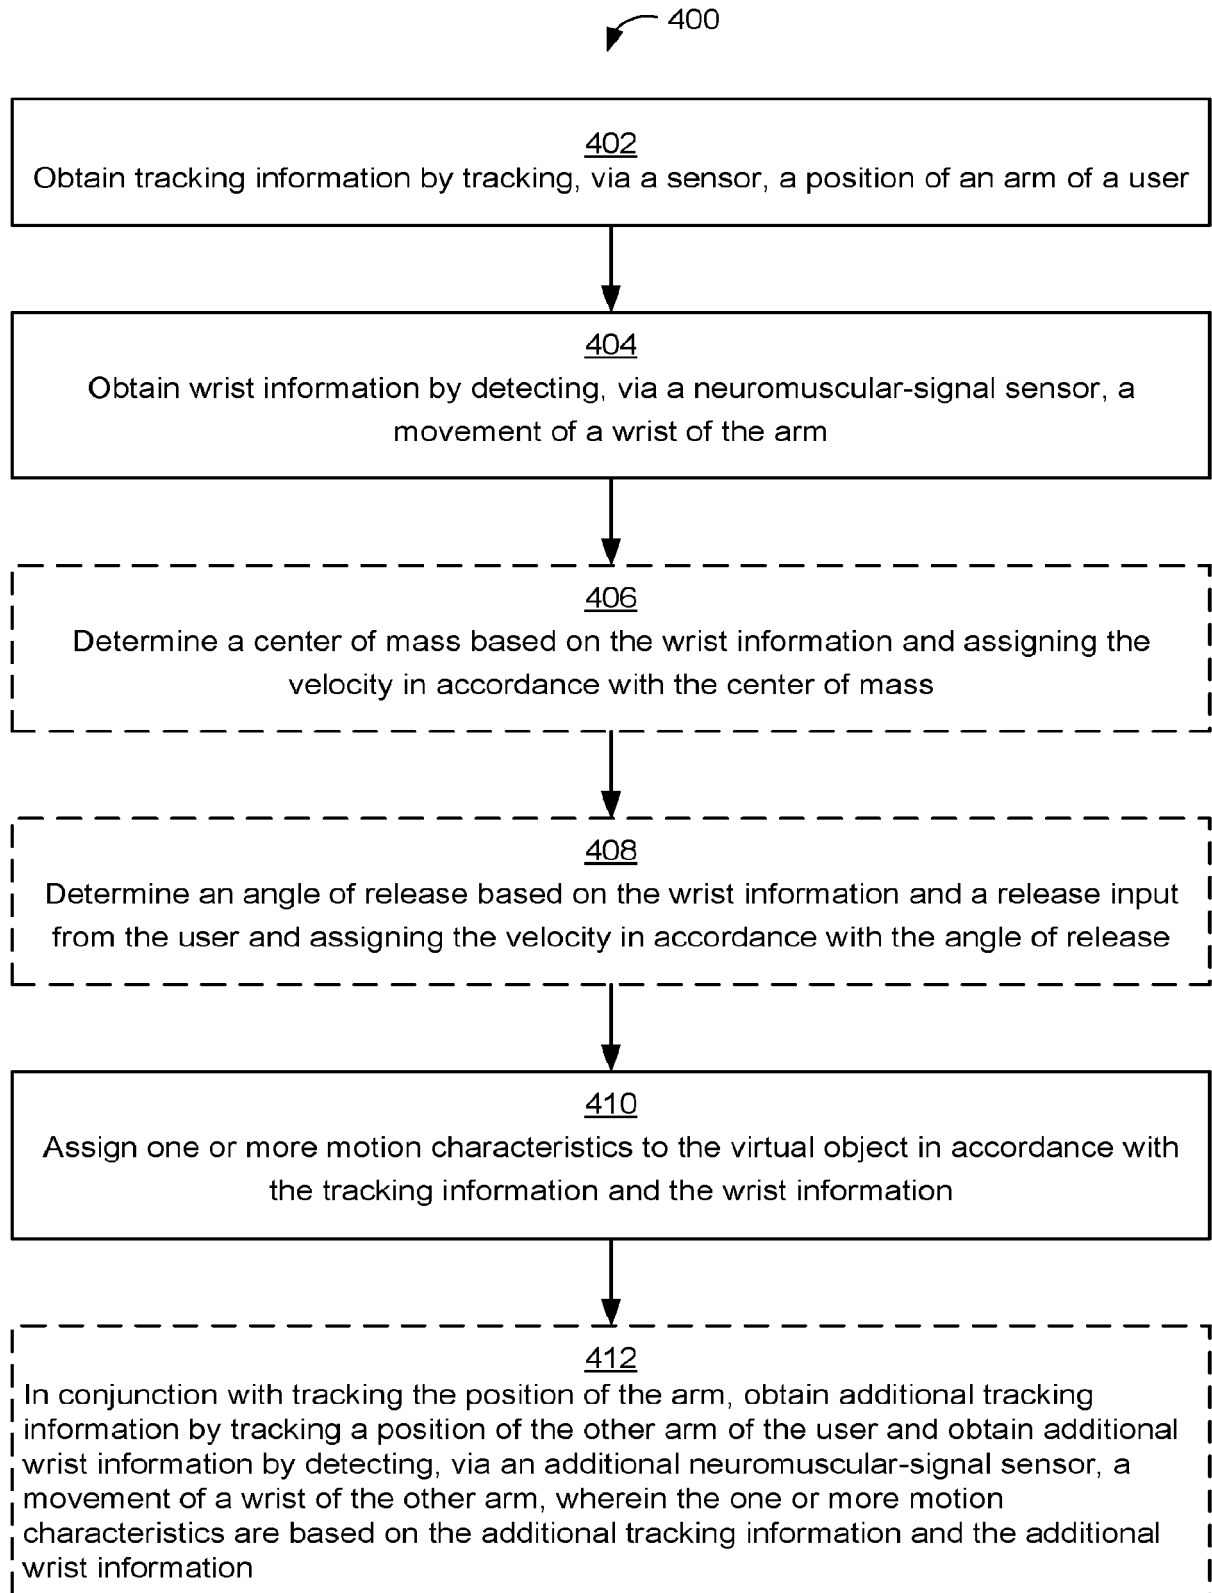 400
402
Obtain tracking information by tracking, via a sensor, a position of an arm of a user
404
Obtain wrist information by detecting, via a neuromuscular-signal sensor, a
movement of a wrist of the arm
406
Determine a center of mass based on the wrist information and assigning the
velocity in accordance with the center of mass
408
Determine an angle of release based on the wrist information and a release input
from the user and assigning the velocity in accordance with the angle of release
410
Assign one or more motion characteristics to the virtual object in accordance with
the tracking information and the wrist information
412
In conjunction with tracking the position of the arm, obtain additional tracking
information by tracking a position of the other arm of the user and obtain additional
wrist information by detecting, via an additional neuromuscular-signal sensor, a
movement of a wrist of the other arm, wherein the one or more motion
characteristics are based on the additional tracking information and the additional
wrist information